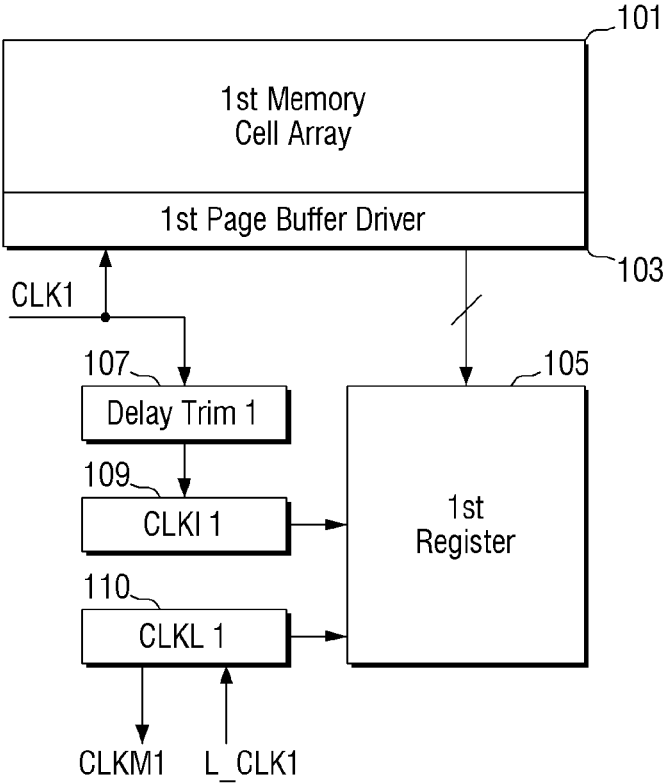 101
1st Memory
Cell Array
1st Page Buffer Driver
103
CLK1
107
Delay Trim 1
105
109
CLKI 1
1st
Register
110
CLKL 1
CLKM1
L_CLK1